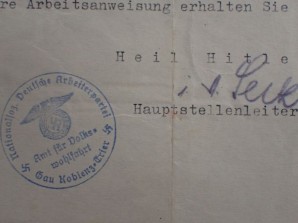 re Arbeitsanweisung erhalten Sie
Heil Hitle
Hauptstellenleiter
Nationalsoz. Deutsche Arbeiterpartei
Amt für Volks-
wohlfahrt
Gau Koblenz-Trier